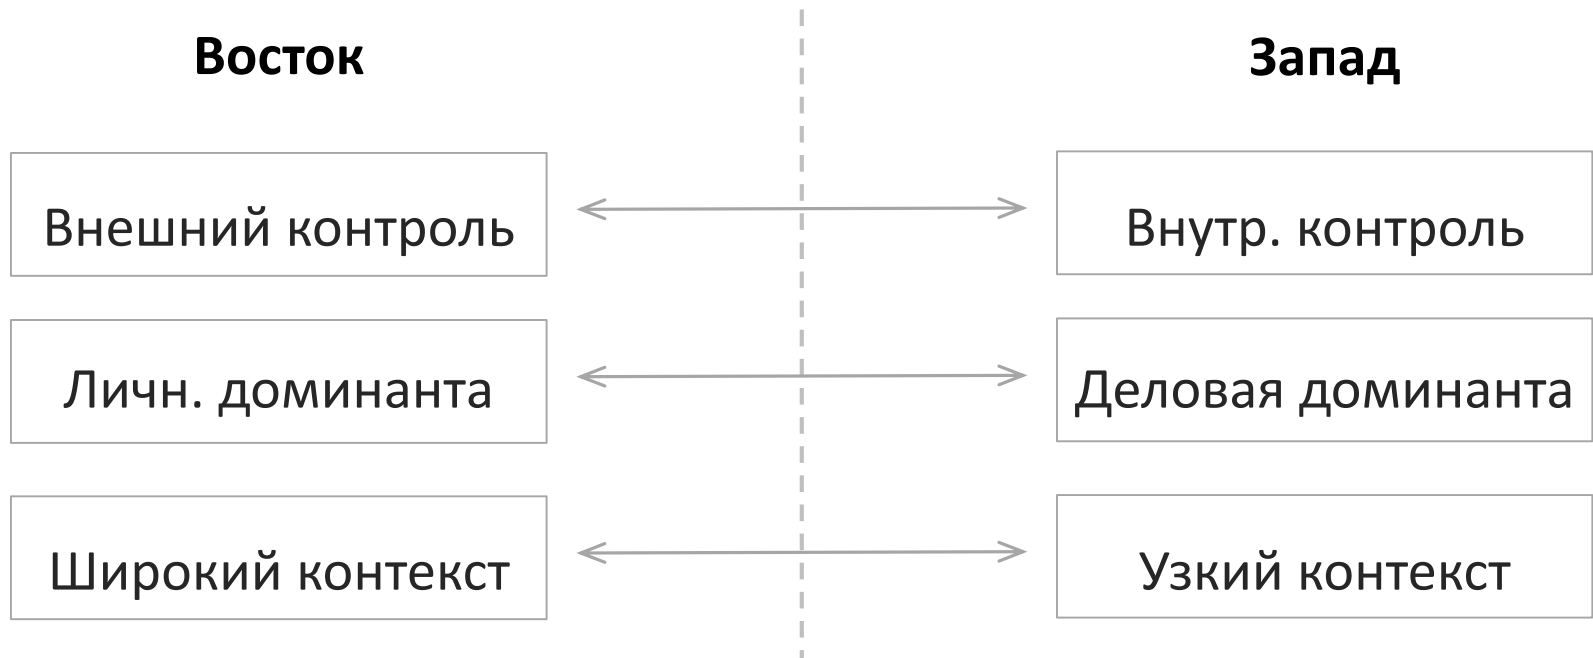 Восток
Запад
Внешний контроль
Внутр. контроль
Личн. доминанта
Деловая доминанта
Широкий контекст
Узкий контекст